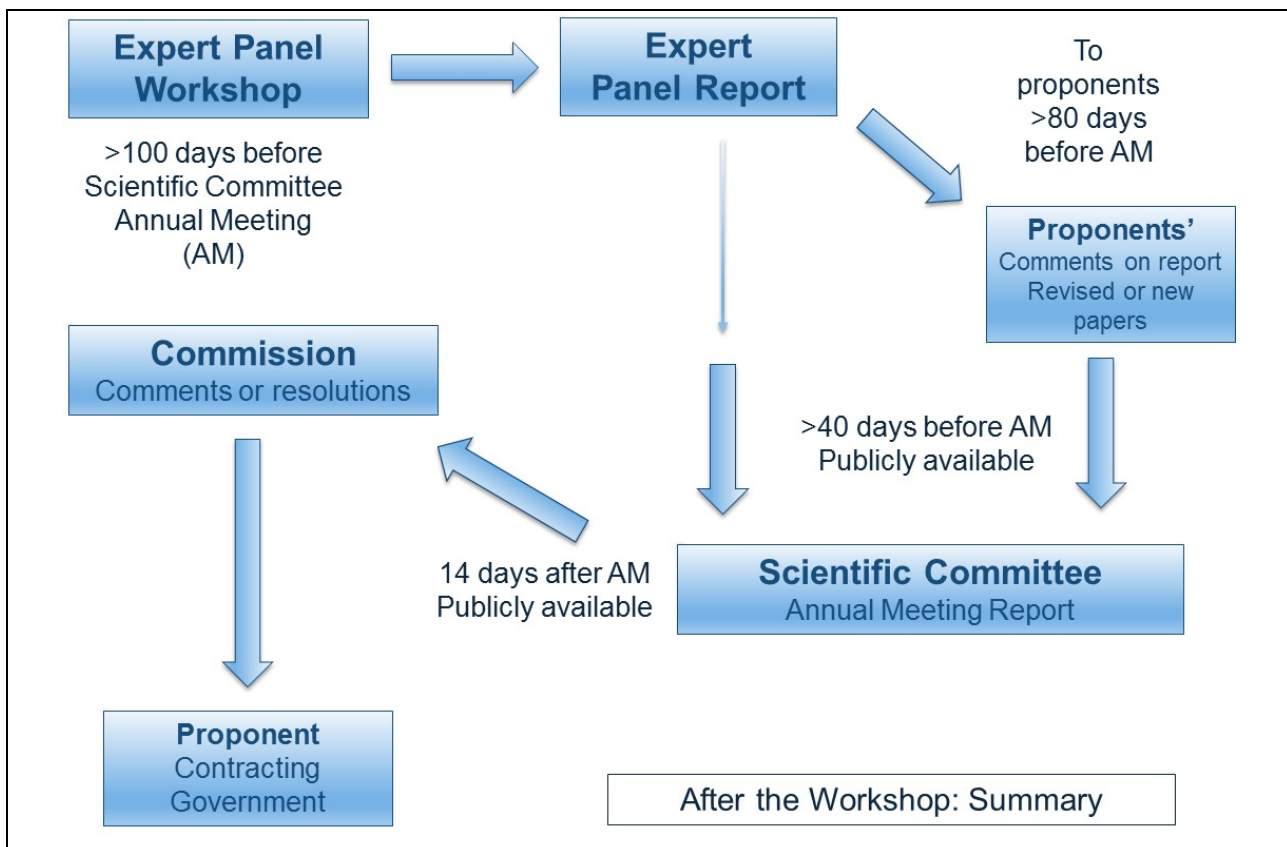 Expert Panel
Workshop
>100 days before
Scientific Committee
Annual Meeting
(AM)
Expert
Panel Report
To
proponents
>80 days
before AM
Proponents’
Comments on report
Revised or new
papers
>40 days before AM
Publicly available
Scientific Committee
Annual Meeting Report
14 days after AM
Publicly available
Commission
Comments or resolutions
Proponent
Contracting
Government
After the Workshop: Summary